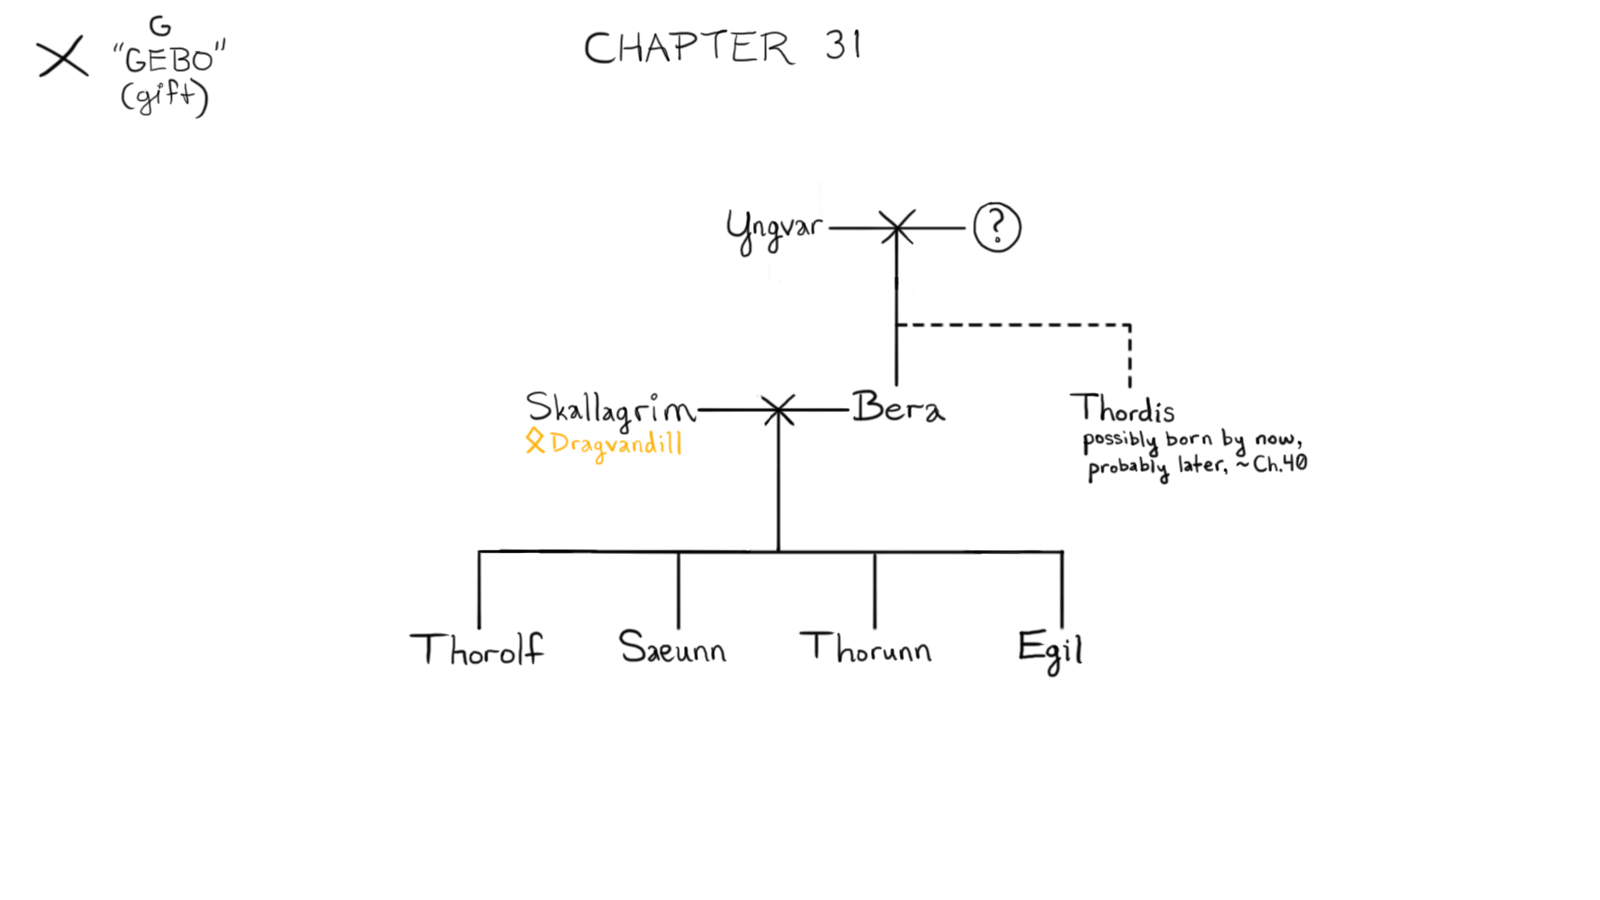 G
"GEBO"
(gift)
CHAPTER 31
Yngvar
?
Skallagrim
Bera
Thordis
ᛟ Dragvandill
possibly born by now,
probably later, ~Ch.40
Thorolf
Saeunn
Thorunn
Egil